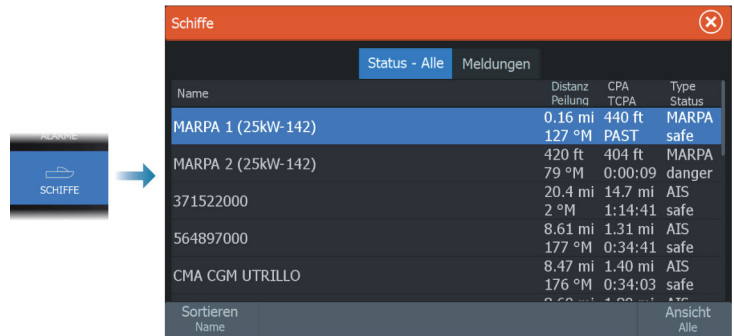 Schiffe
Status - Alle Meldungen
Name Distanz CPA Type
Peilung TCPA Status
MARPA 1 (25kW-142) 0.16 mi 440 ft MARPA
127 °M PAST safe
MARPA 2 (25kW-142) 420 ft 404 ft MARPA
79 °M 0:00:09 danger
371522000 20.4 mi 14.7 mi AIS
2 °M 1:14:41 safe
564897000 8.61 mi 1.31 mi AIS
177 °M 0:34:41 safe
CMA CGM UTRILLO 8.47 mi 1.40 mi AIS
176 °M 0:34:03 safe
ALARME
SCHIFFE
Sortieren Ansicht
Name Alle